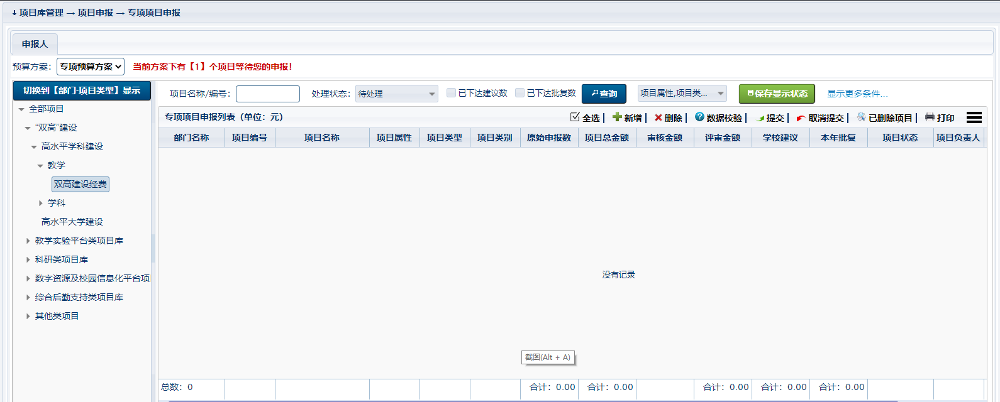 项目库管理 → 项目申报 → 专项项目申报
申报人
预算方案： 专项预算方案 当前方案下有【1】个项目等待您的申报！
切换到【部门-项目类型】显示
全部项目
“双高”建设
高水平学科建设
教学
双高建设经费
学科
高水平大学建设
教学实验平台类项目库
科研类项目库
数字资源及校园信息化平台项
综合后勤支持类项目库
其他类项目
项目名称/编号： 处理状态： 待处理 已下达建议数 已下达批复数 查询 项目属性,项目类... 保存显示状态 显示更多条件...
专项项目申报列表（单位：元） 全选 | 新增 | 删除 | 数据校验 | 提交 | 取消提交 | 已删除项目 | 打印
部门名称 项目编号 项目名称 项目属性 项目类型 项目类别 原始申报数 项目总金额 审核金额 评审金额 学校建议 本年批复 项目状态 项目负责人
没有记录
截图(Alt + A)
总数：0 合计：0.00 合计：0.00 合计：0.00 合计：0.00 合计：0.00